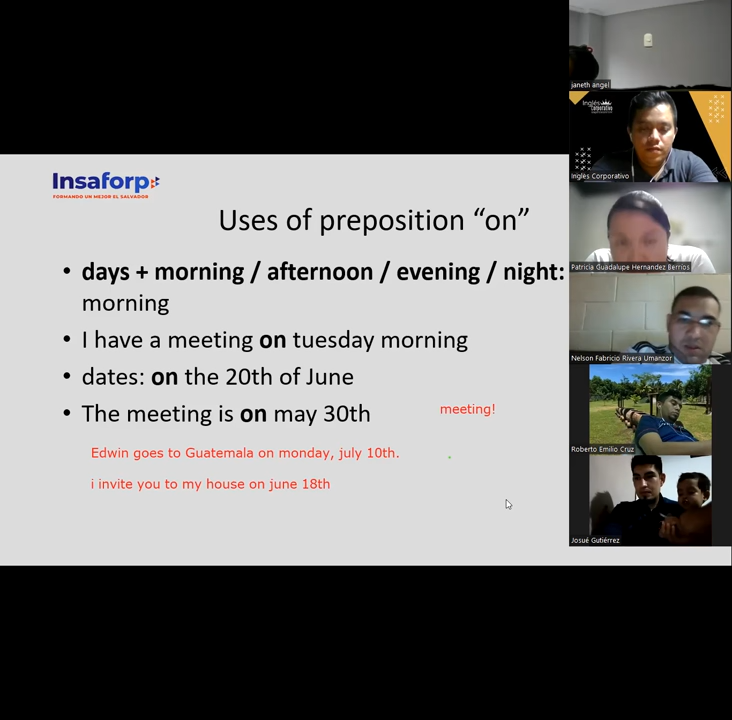 Insaforp
FORMANDO UN MEJOR EL SALVADOR
Uses of preposition “on”
• days + morning / afternoon / evening / night:
morning
• I have a meeting on tuesday morning
• dates: on the 20th of June
• The meeting is on may 30th
meeting!
Edwin goes to Guatemala on monday, july 10th.
i invite you to my house on june 18th
janeth angel
Inglés
corporativo
Inglés Corporativo
Patricia Guadalupe Hernandez Berrios
Nelson Fabricio Rivera Umanzor
Roberto Emilio Cruz
Josué Gutiérrez